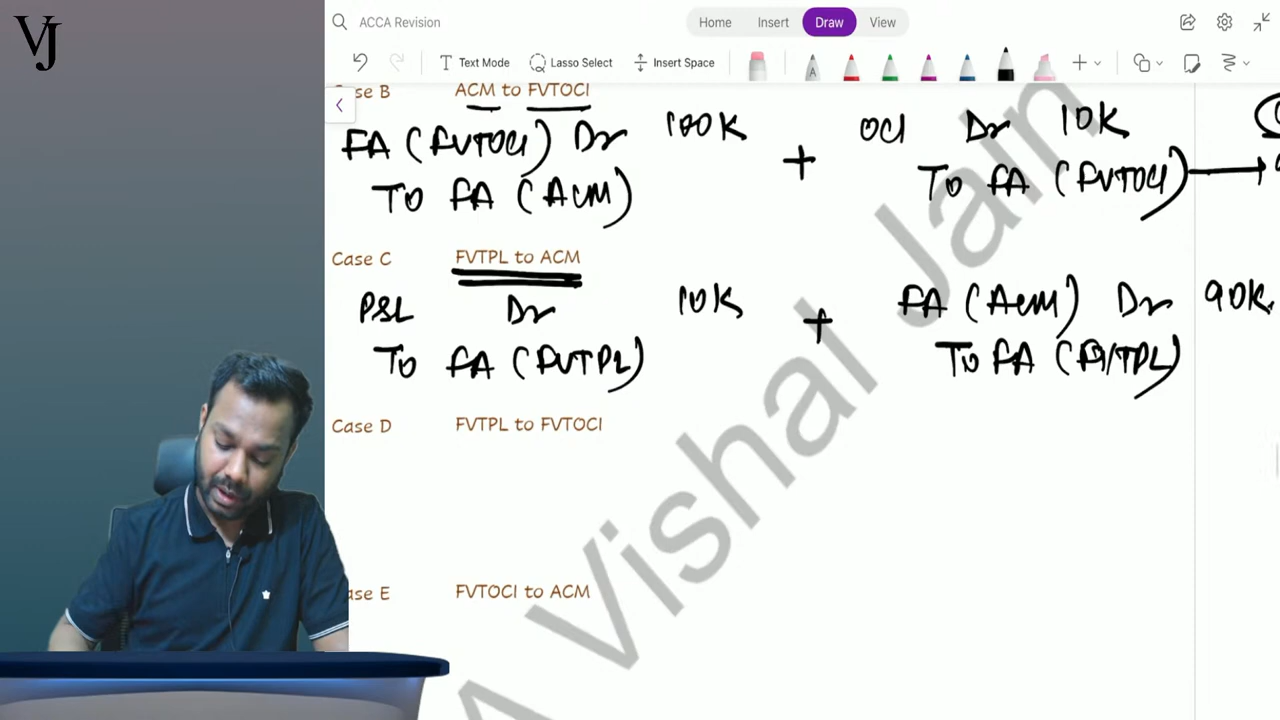 VJ
ACCA Revision
Home Insert Draw View
Text Mode Lasso Select Insert Space
ase B ACM to FVTOCI
FA (FVTOCI) Dr 100K + OCI Dr 10K
To FA (ACM) To FA (FVTOCI)
Case C FVTPL to ACM
P&L Dr 10K + FA (ACM) Dr 90K
To FA (FVTPL) To FA (FVTPL)
Case D FVTPL to FVTOCI
ase E FVTOCI to ACM
A Vishal Jain